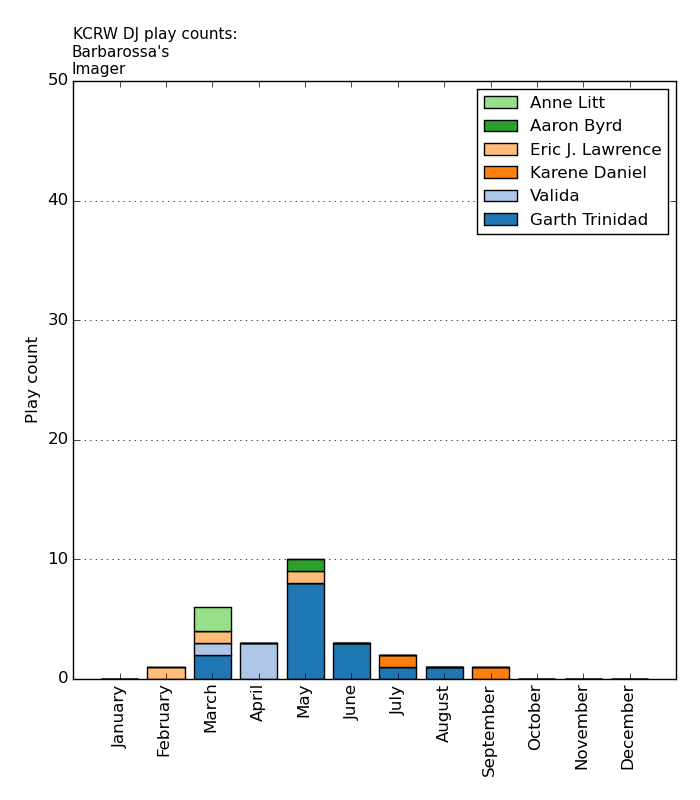 KCRW DJ play counts:
Barbarossa's
Imager
Anne Litt
Aaron Byrd
Eric J. Lawrence
Karene Daniel
Valida
Garth Trinidad
Play count
50
40
30
20
10
0
January
February
March
April
May
June
July
August
September
October
November
December